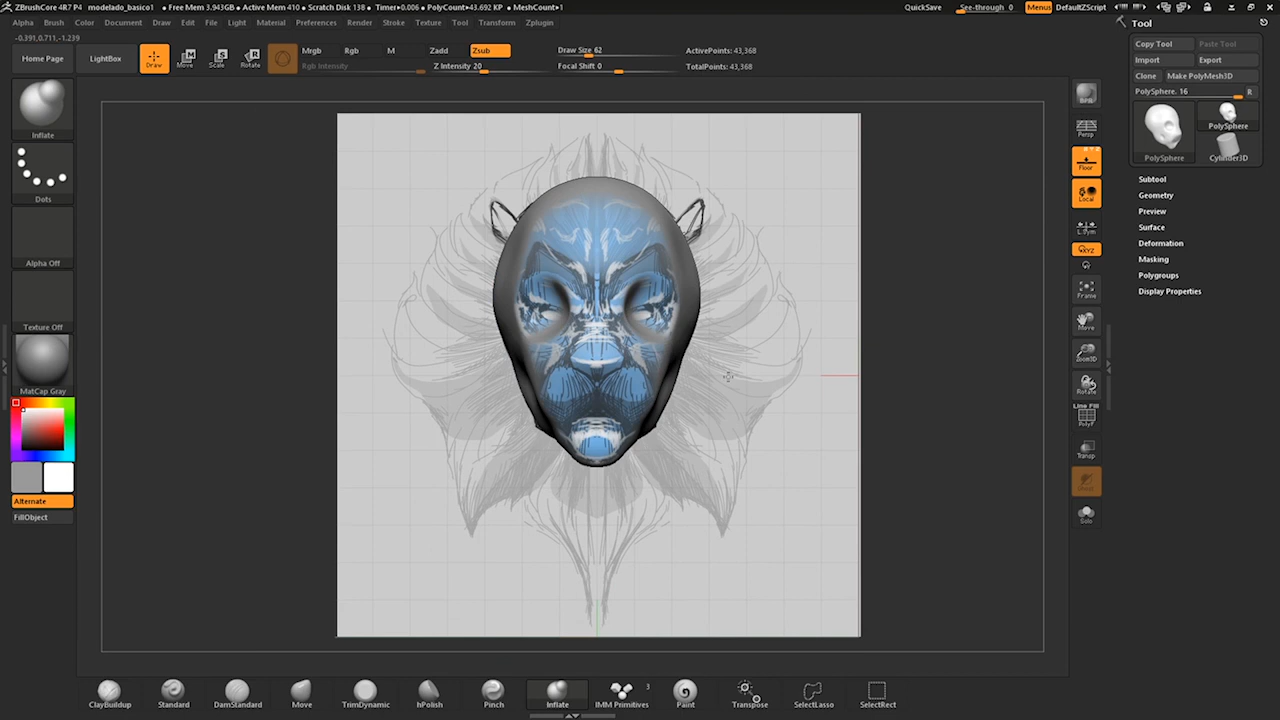 ZBrushCore 4R7 P4 modelado_basico1 • Free Mem 3.943GB • Active Mem 410 • Scratch Disk 138 • Timer▸0.006 • PolyCount▸43.692 KP • MeshCount▸1 QuickSave See-through 0 Menus DefaultZScript
Alpha Brush Color Document Draw Edit File Light Material Preferences Render Stroke Texture Tool Transform Zplugin
-0.391,0.711,-1.239
Home Page LightBox Draw Move Scale Rotate
Mrgb Rgb M Zadd Zsub
Rgb Intensity Z Intensity 20
Draw Size 62
Focal Shift 0
ActivePoints: 43,368
TotalPoints: 43,368
Inflate
Dots
Alpha Off
Texture Off
MatCap Gray
Alternate
FillObject
BPR
Persp
Floor
Local
L.Sym
XYZ
Frame
Move
Zoom3D
Rotate
Line Fill
PolyF
Transp
Solo
Tool
Copy Tool Paste Tool
Import Export
Clone Make PolyMesh3D
PolySphere. 16 R
PolySphere
PolySphere Cylinder3D
Subtool
Geometry
Preview
Surface
Deformation
Masking
Polygroups
Display Properties
3
ClayBuildup Standard DamStandard Move TrimDynamic hPolish Pinch Inflate IMM Primitives Paint Transpose SelectLasso SelectRect